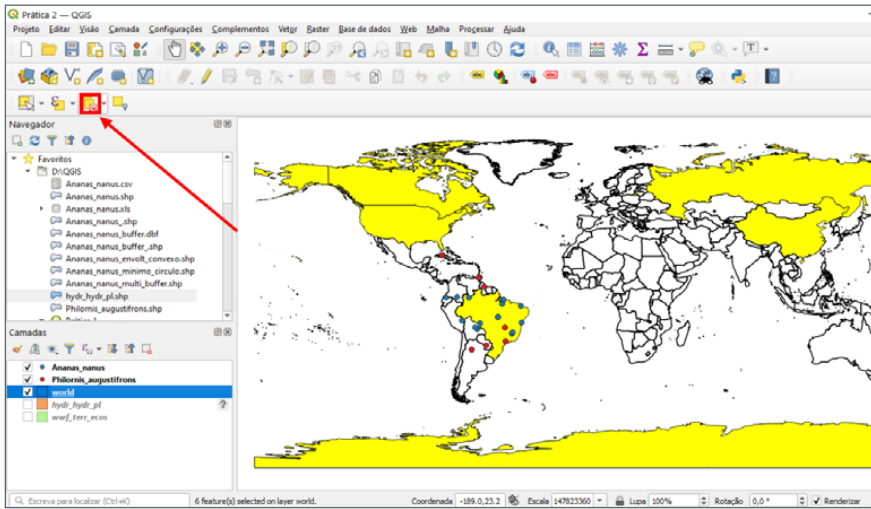 Prática 2 — QGIS
Projeto Editar Visão Camada Configurações Complementos Vetor Raster Base de dados Web Malha Processar Ajuda
Navegador
Favoritos
D:\QGIS
Ananas_nanus.csv
Ananas_nanus.shp
Ananas_nanus.xls
Ananas_nanus_.shp
Ananas_nanus_buffer.dbf
Ananas_nanus_buffer_.shp
Ananas_nanus_envolt_convexo.shp
Ananas_nanus_minimo_circulo.shp
Ananas_nanus_multi_buffer.shp
hydr_hydr_pl.shp
Philornis_augustifrons.shp
Camadas
Ananas_nanus
Philornis_augustifrons
world
hydr_hydr_pl ?
wwf_terr_ecos
Escreva para localizar (Ctrl+K) 6 feature(s) selected on layer world. Coordenada -189.0,23.2 Escala 147823360 Lupa 100% Rotação 0,0 ° Renderizar